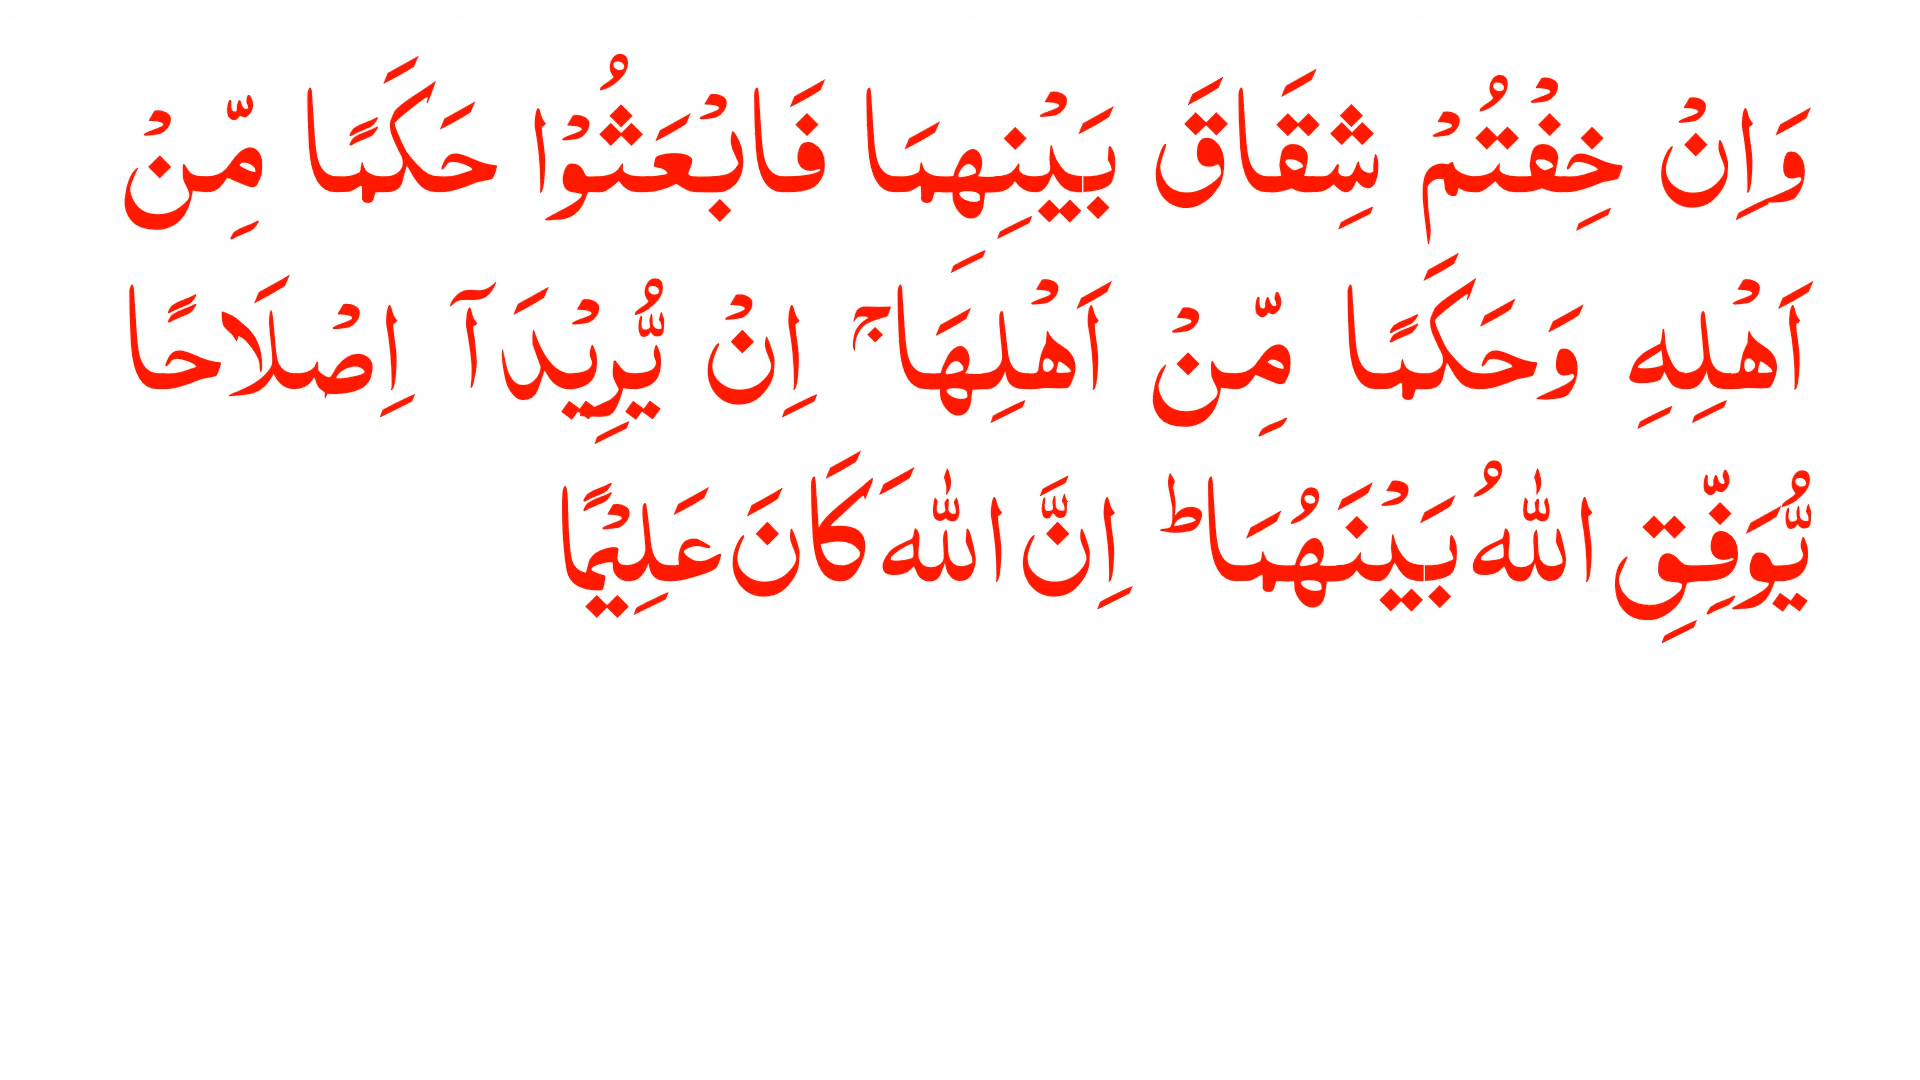 وَاِنۡ خِفۡتُمۡ شِقَاقَ بَيۡنِهِمَا فَابۡعَثُوۡا حَكَمًا مِّنۡ
اَهۡلِهٖ وَحَكَمًا مِّنۡ اَهۡلِهَا​ ۚ اِنۡ يُّرِيۡدَاۤ اِصۡلَاحًا
يُّوَفِّقِ اللّٰهُ بَيۡنَهُمَا​ ؕ اِنَّ اللّٰهَ كَانَ عَلِيۡمًا